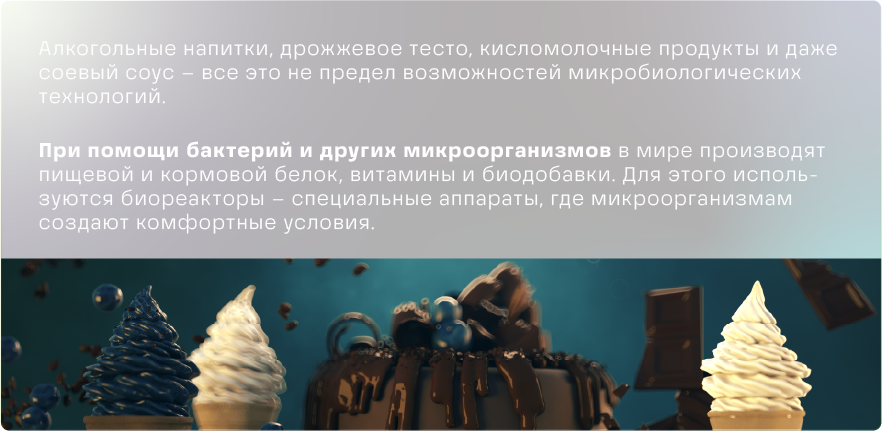 Алкогольные напитки, дрожжевое тесто, кисломолочные продукты и даже
соевый соус – все это не предел возможностей микробиологических
технологий.
При помощи бактерий и других микроорганизмов в мире производят
пищевой и кормовой белок, витамины и биодобавки. Для этого исполь-
зуются биореакторы – специальные аппараты, где микроорганизмам
создают комфортные условия.